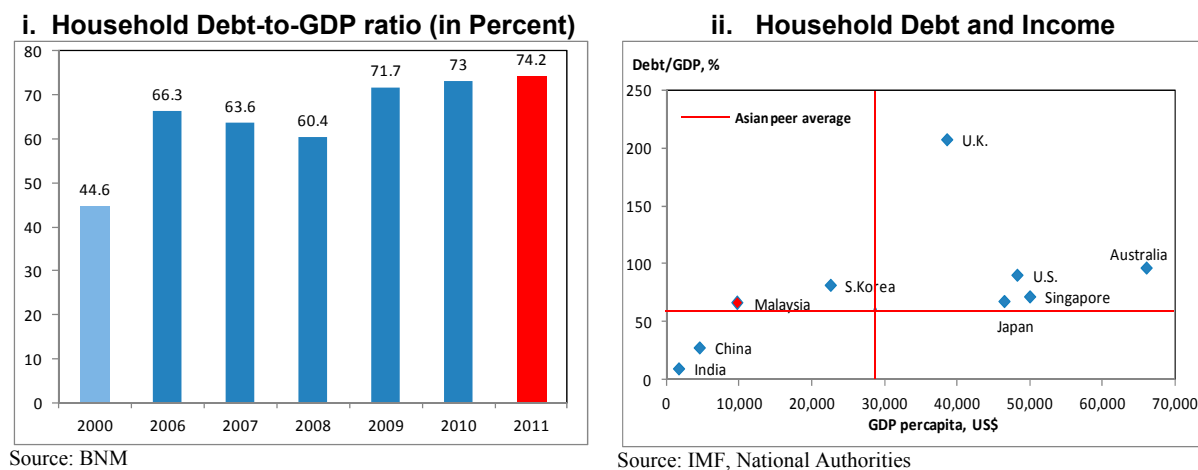 i. Household Debt-to-GDP ratio (in Percent)
80
70
60
50
40
30
20
10
0
44.6
66.3
63.6
60.4
71.7
73
74.2
2000 2006 2007 2008 2009 2010 2011
Source: BNM
ii. Household Debt and Income
Debt/GDP, %
250
200
150
100
50
0
Asian peer average
U.K.
Australia
U.S.
S.Korea
Singapore
Malaysia
Japan
China
India
0 10,000 20,000 30,000 40,000 50,000 60,000 70,000
GDP percapita, US$
Source: IMF, National Authorities